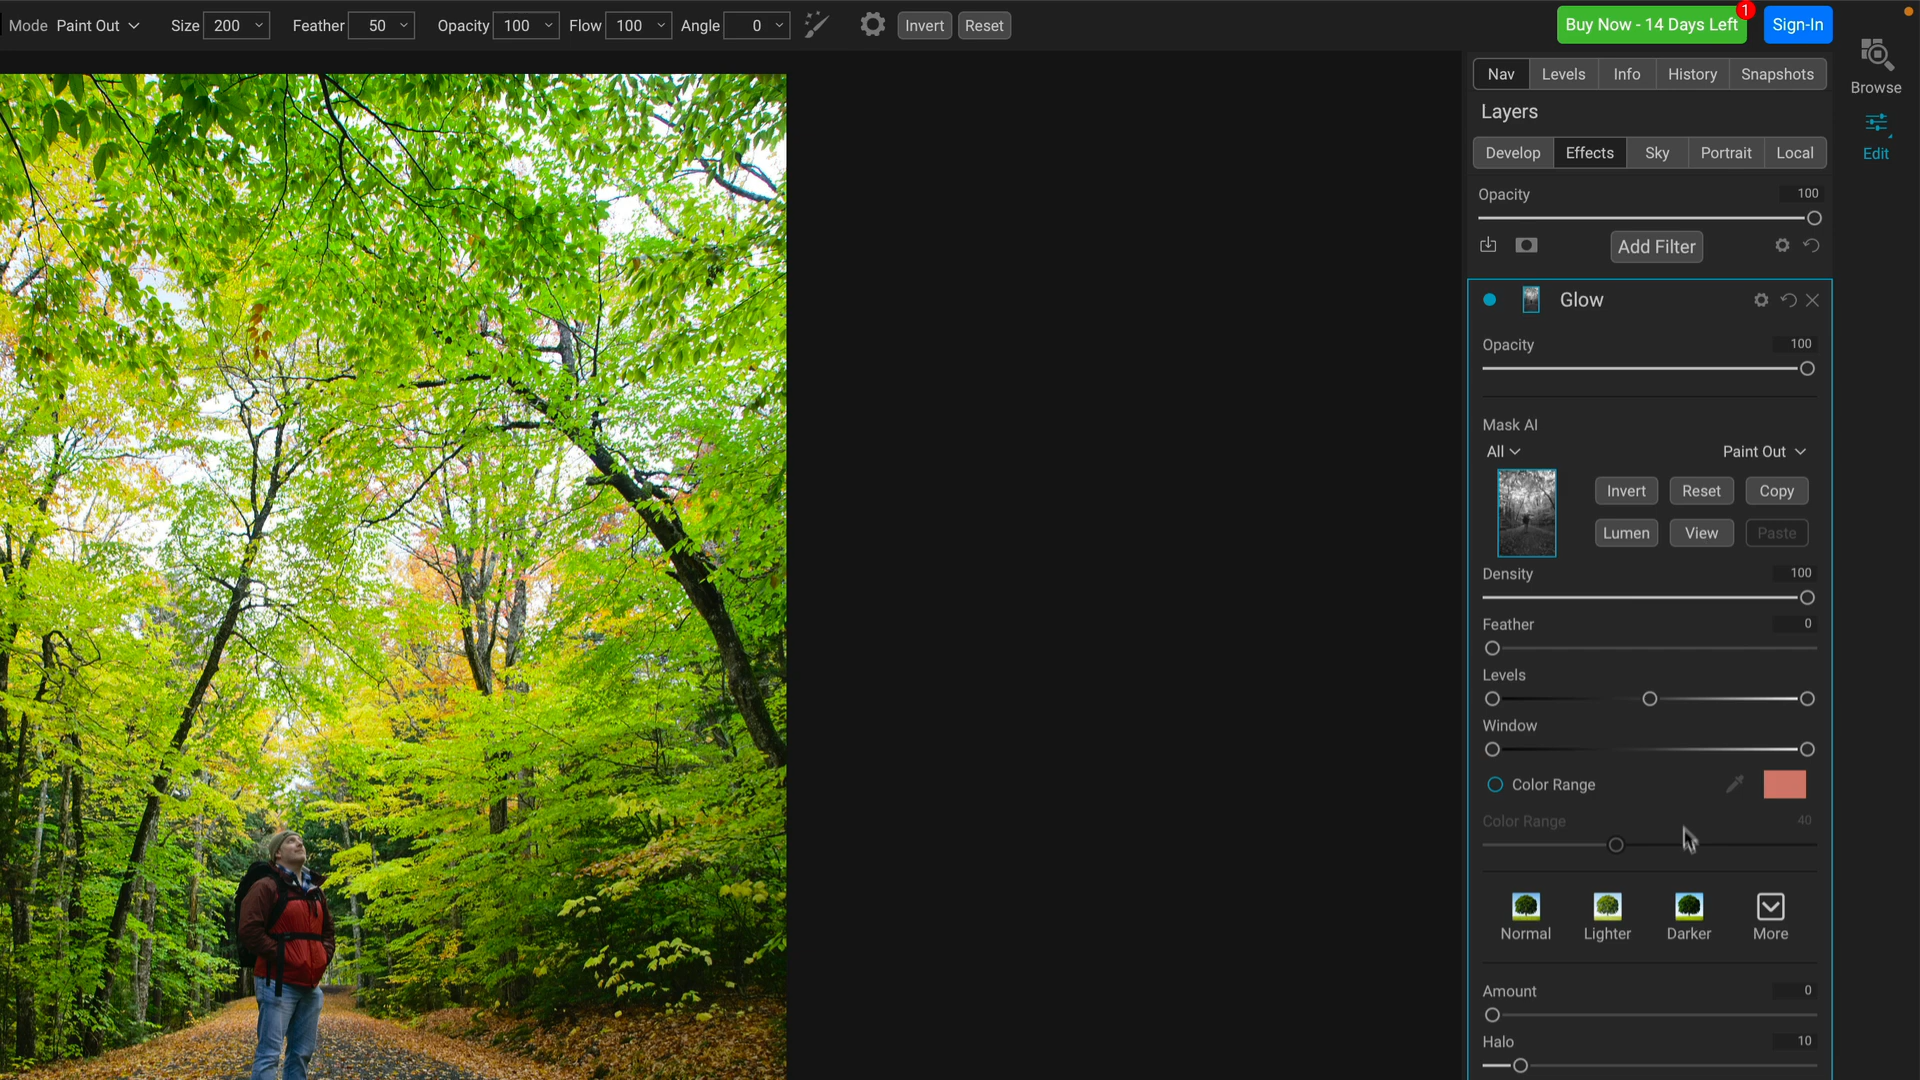 Mode Paint Out Size 200 Feather 50 Opacity 100 Flow 100 Angle 0 Invert Reset
Buy Now - 14 Days Left 1 Sign-In
Nav Levels Info History Snapshots
Browse
Layers
Edit
Develop Effects Sky Portrait Local
Opacity 100
Add Filter
Glow
Opacity 100
Mask AI
All Paint Out
Invert Reset Copy
Lumen View Paste
Density 100
Feather 0
Levels
Window
Color Range
Color Range 40
Normal Lighter Darker More
Amount 0
Halo 10